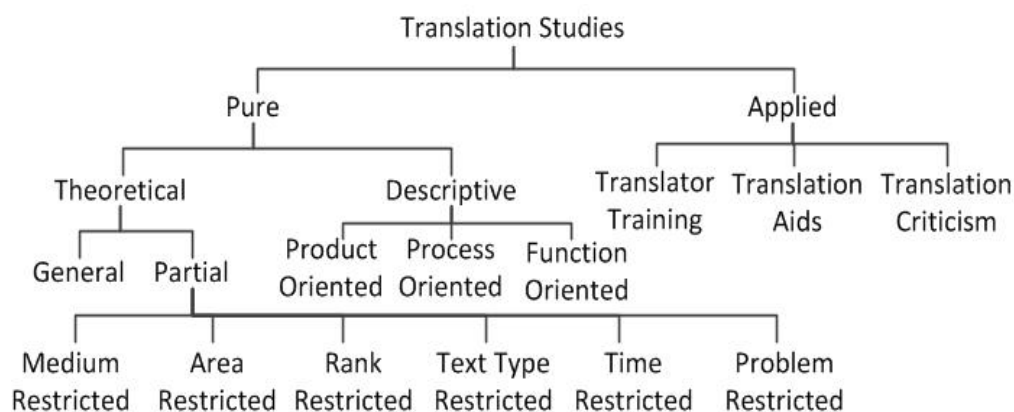 Translation Studies
Pure
Applied
Theoretical
Descriptive
Translator
Training
Translation
Aids
Translation
Criticism
General
Partial
Product
Oriented
Process
Oriented
Function
Oriented
Medium
Restricted
Area
Restricted
Rank
Restricted
Text Type
Restricted
Time
Restricted
Problem
Restricted